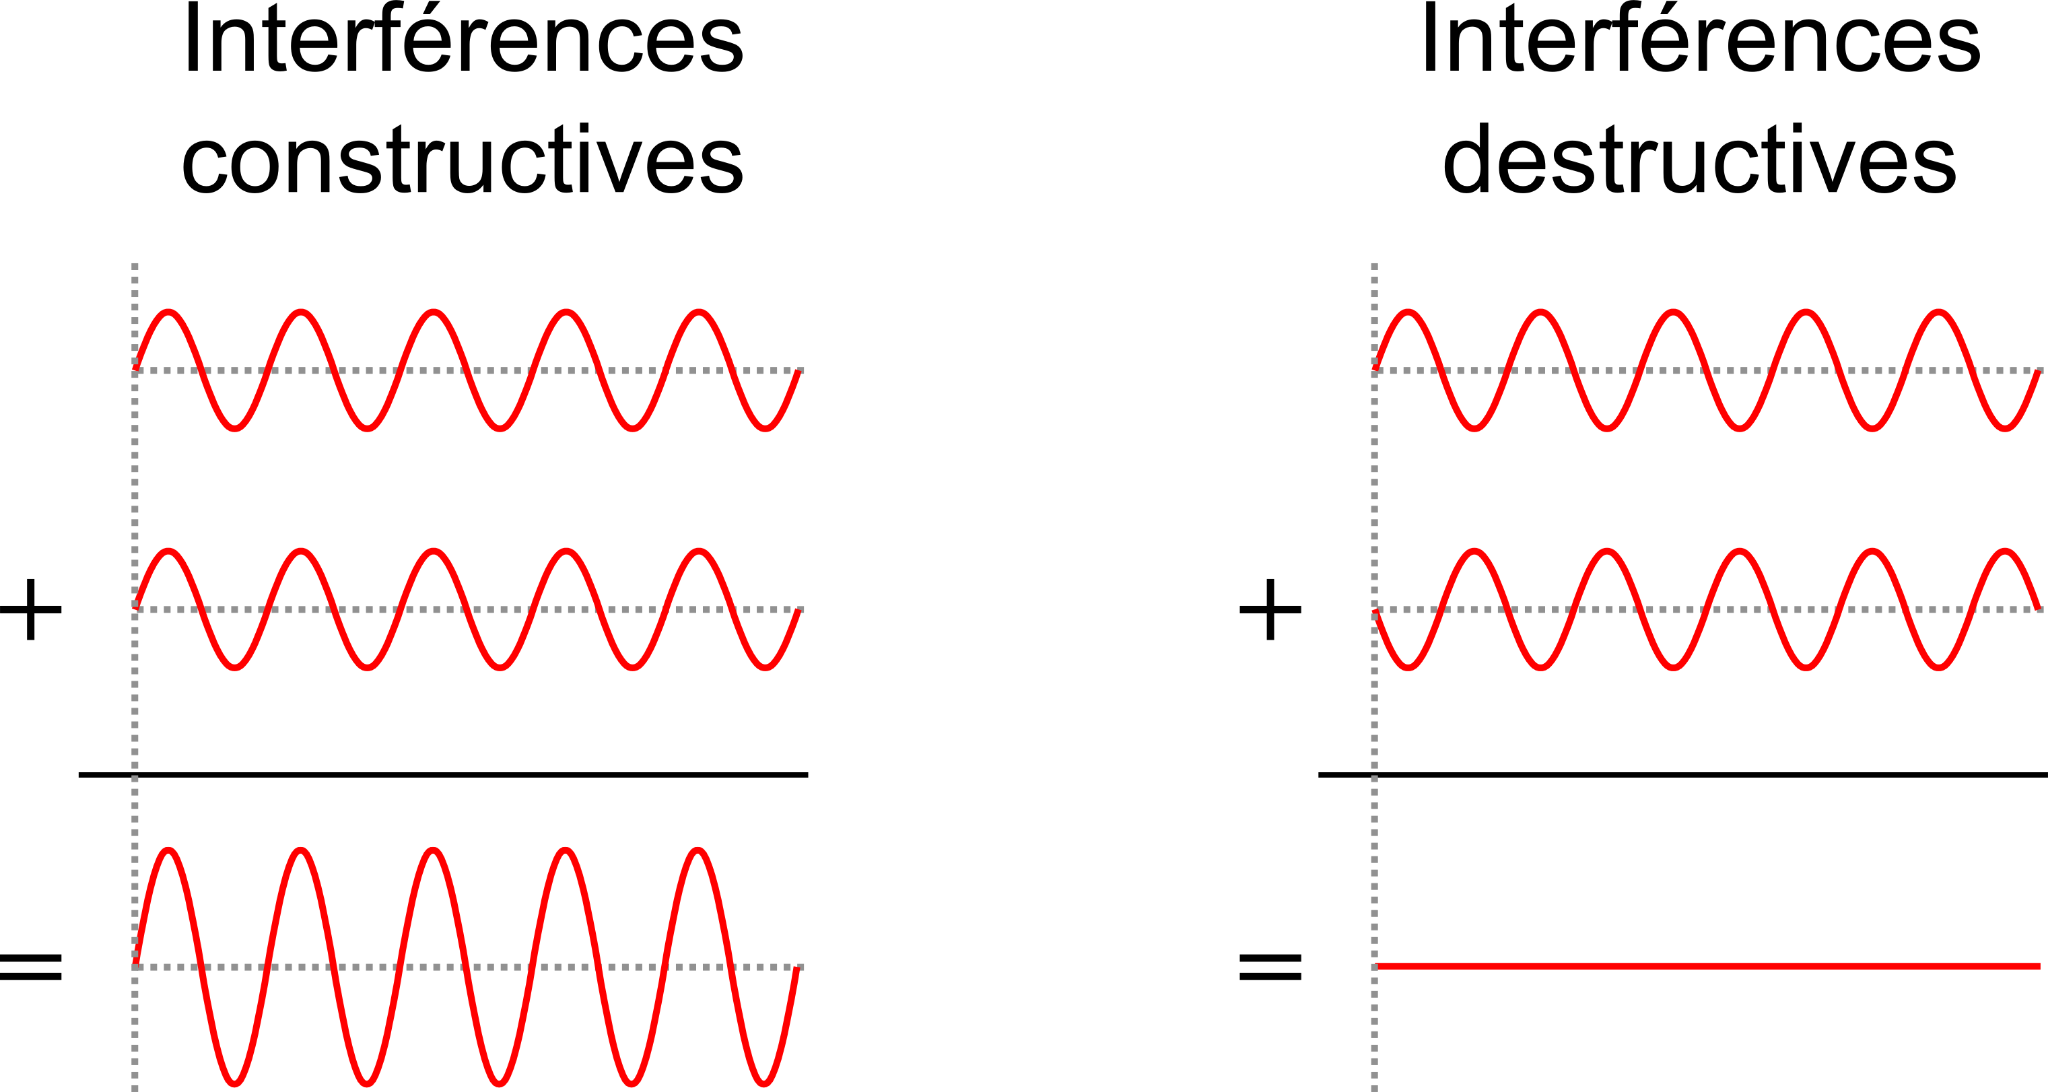 Interférences
constructives
Interférences
destructives
+
+
=
=